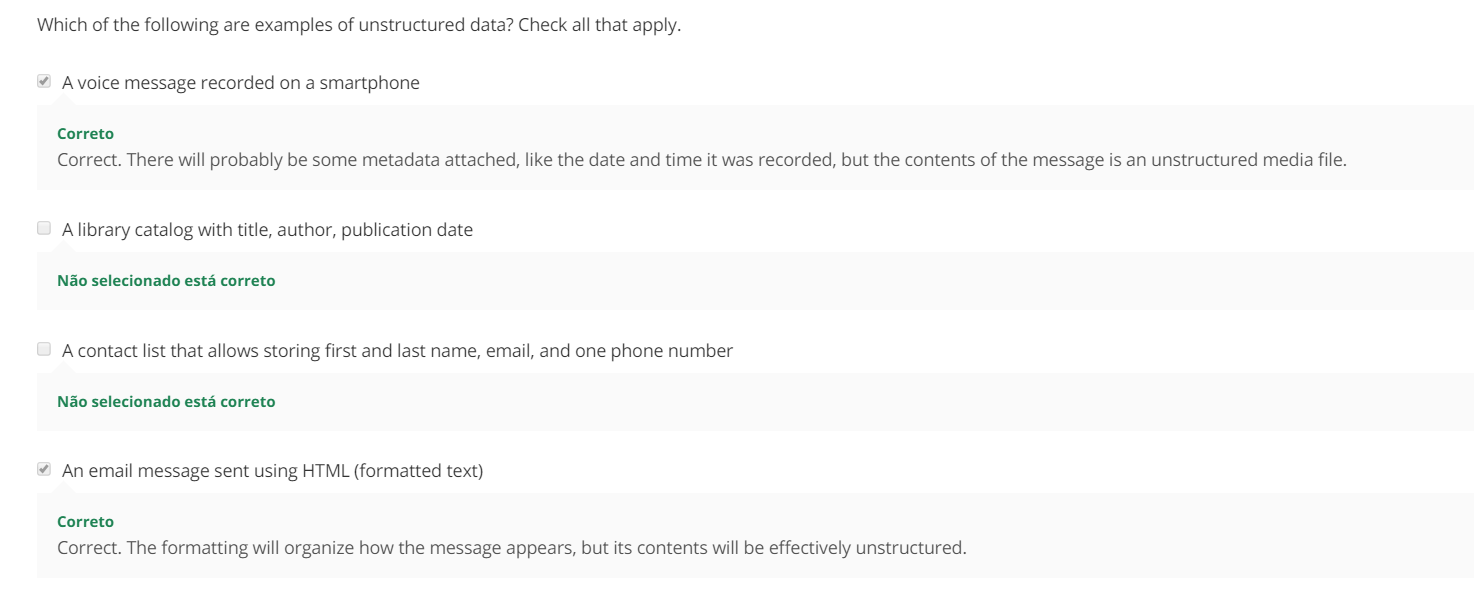 Which of the following are examples of unstructured data? Check all that apply.
A voice message recorded on a smartphone
Correto
Correct. There will probably be some metadata attached, like the date and time it was recorded, but the contents of the message is an unstructured media file.
A library catalog with title, author, publication date
Não selecionado está correto
A contact list that allows storing first and last name, email, and one phone number
Não selecionado está correto
An email message sent using HTML (formatted text)
Correto
Correct. The formatting will organize how the message appears, but its contents will be effectively unstructured.